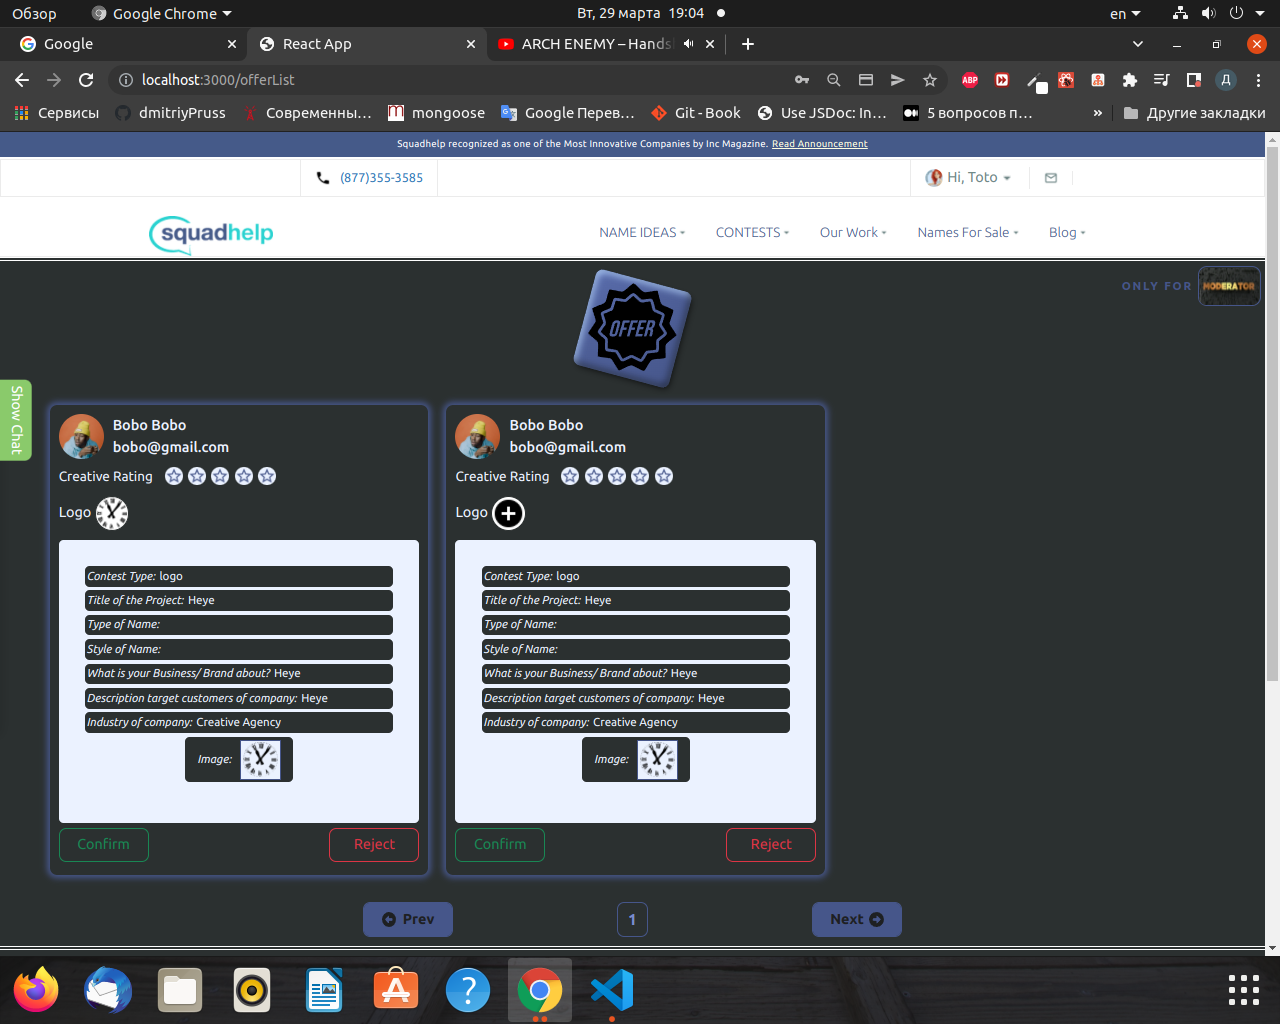 Обзор
Google Chrome
Вт, 29 марта 19:04
en
Google
React App
ARCH ENEMY – Hands
localhost:3000/offerList
ABP
Д
Сервисы
dmitriyPruss
Современны...
mongoose
Google Перев...
Git - Book
Use JSDoc: In...
5 вопросов п...
»
Другие закладки
Squadhelp recognized as one of the Most Innovative Companies by Inc Magazine. Read Announcement
(877)355-3585
Hi, Toto
squadhelp
NAME IDEAS
CONTESTS
Our Work
Names For Sale
Blog
ONLY FOR MODERATOR
OFFER
Show Chat
Bobo Bobo
bobo@gmail.com
Creative Rating
Logo
Contest Type: logo
Title of the Project: Heye
Type of Name:
Style of Name:
What is your Business/ Brand about? Heye
Description target customers of company: Heye
Industry of company: Creative Agency
Image:
Confirm
Reject
Bobo Bobo
bobo@gmail.com
Creative Rating
Logo
Contest Type: logo
Title of the Project: Heye
Type of Name:
Style of Name:
What is your Business/ Brand about? Heye
Description target customers of company: Heye
Industry of company: Creative Agency
Image:
Confirm
Reject
Prev
1
Next